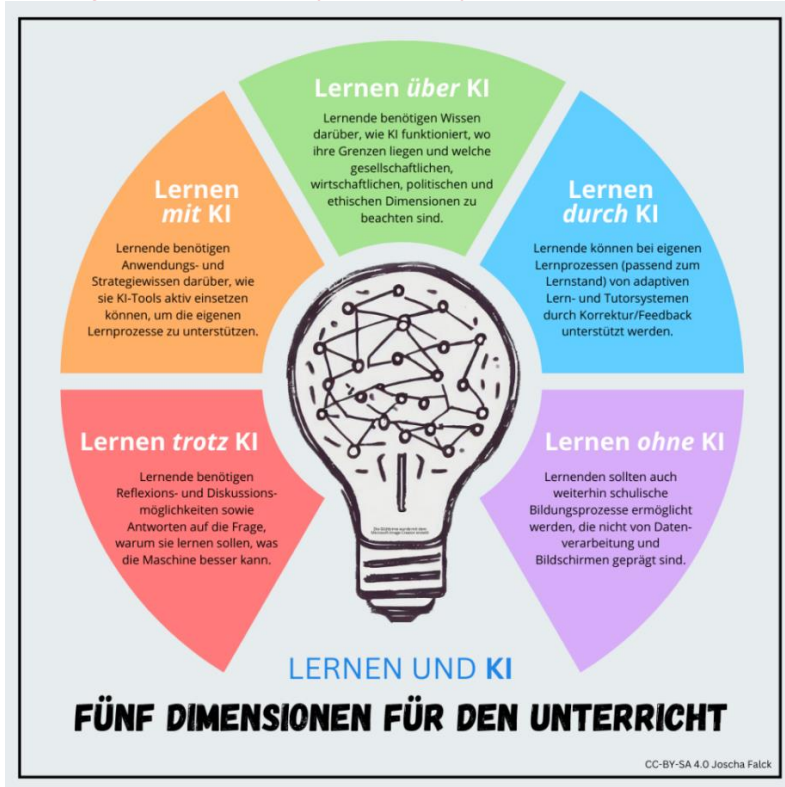 Lernen über KI
Lernende benötigen Wissen
darüber, wie KI funktioniert, wo
ihre Grenzen liegen und welche
gesellschaftlichen,
wirtschaftlichen, politischen und
ethischen Dimensionen zu
beachten sind.
Lernen
mit KI
Lernende benötigen
Anwendungs- und
Strategiewissen darüber, wie
sie KI-Tools aktiv einsetzen
können, um die eigenen
Lernprozesse zu unterstützen.
Lernen
durch KI
Lernende können bei eigenen
Lernprozessen (passend zum
Lernstand) von adaptiven
Lern- und Tutorsystemen
durch Korrektur/Feedback
unterstützt werden.
Lernen trotz KI
Lernende benötigen
Reflexions- und Diskussions-
möglichkeiten sowie
Antworten auf die Frage,
warum sie lernen sollen, was
die Maschine besser kann.
Lernen ohne KI
Lernenden sollten auch
weiterhin schulische
Bildungsprozesse ermöglicht
werden, die nicht von Daten-
verarbeitung und
Bildschirmen geprägt sind.
LERNEN UND KI
FÜNF DIMENSIONEN FÜR DEN UNTERRICHT
CC-BY-SA 4.0 Joscha Falck